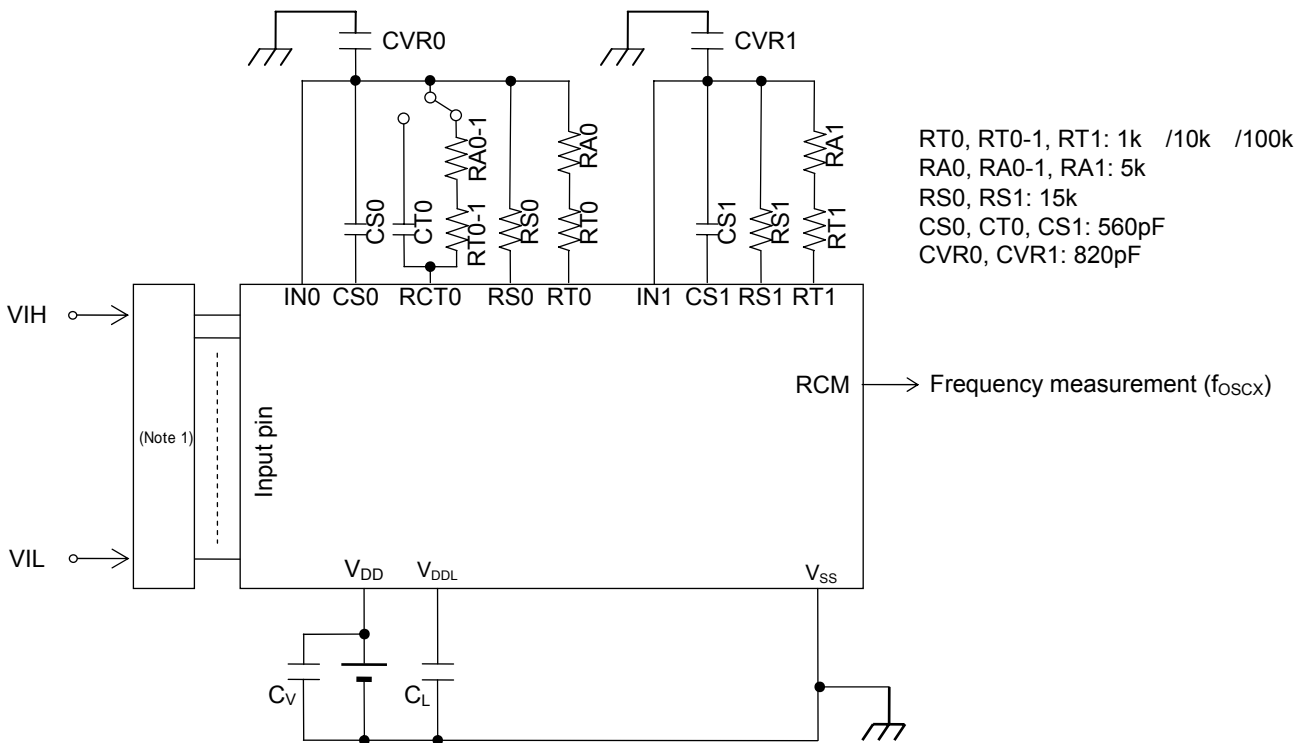 CVR0
CVR1
CS0
CT0
RA0-1
RT0-1
RS0
RA0
RT0
CS1
RS1
RA1
RT1
RT0, RT0-1, RT1: 1k /10k /100k
RA0, RA0-1, RA1: 5k
RS0, RS1: 15k
CS0, CT0, CS1: 560pF
CVR0, CVR1: 820pF
IN0 CS0 RCT0 RS0 RT0 IN1 CS1 RS1 RT1
VIH
(Note 1)
Input pin
RCM
Frequency measurement (fOSCX)
VIL
VDD
VDDL
VSS
CV
CL